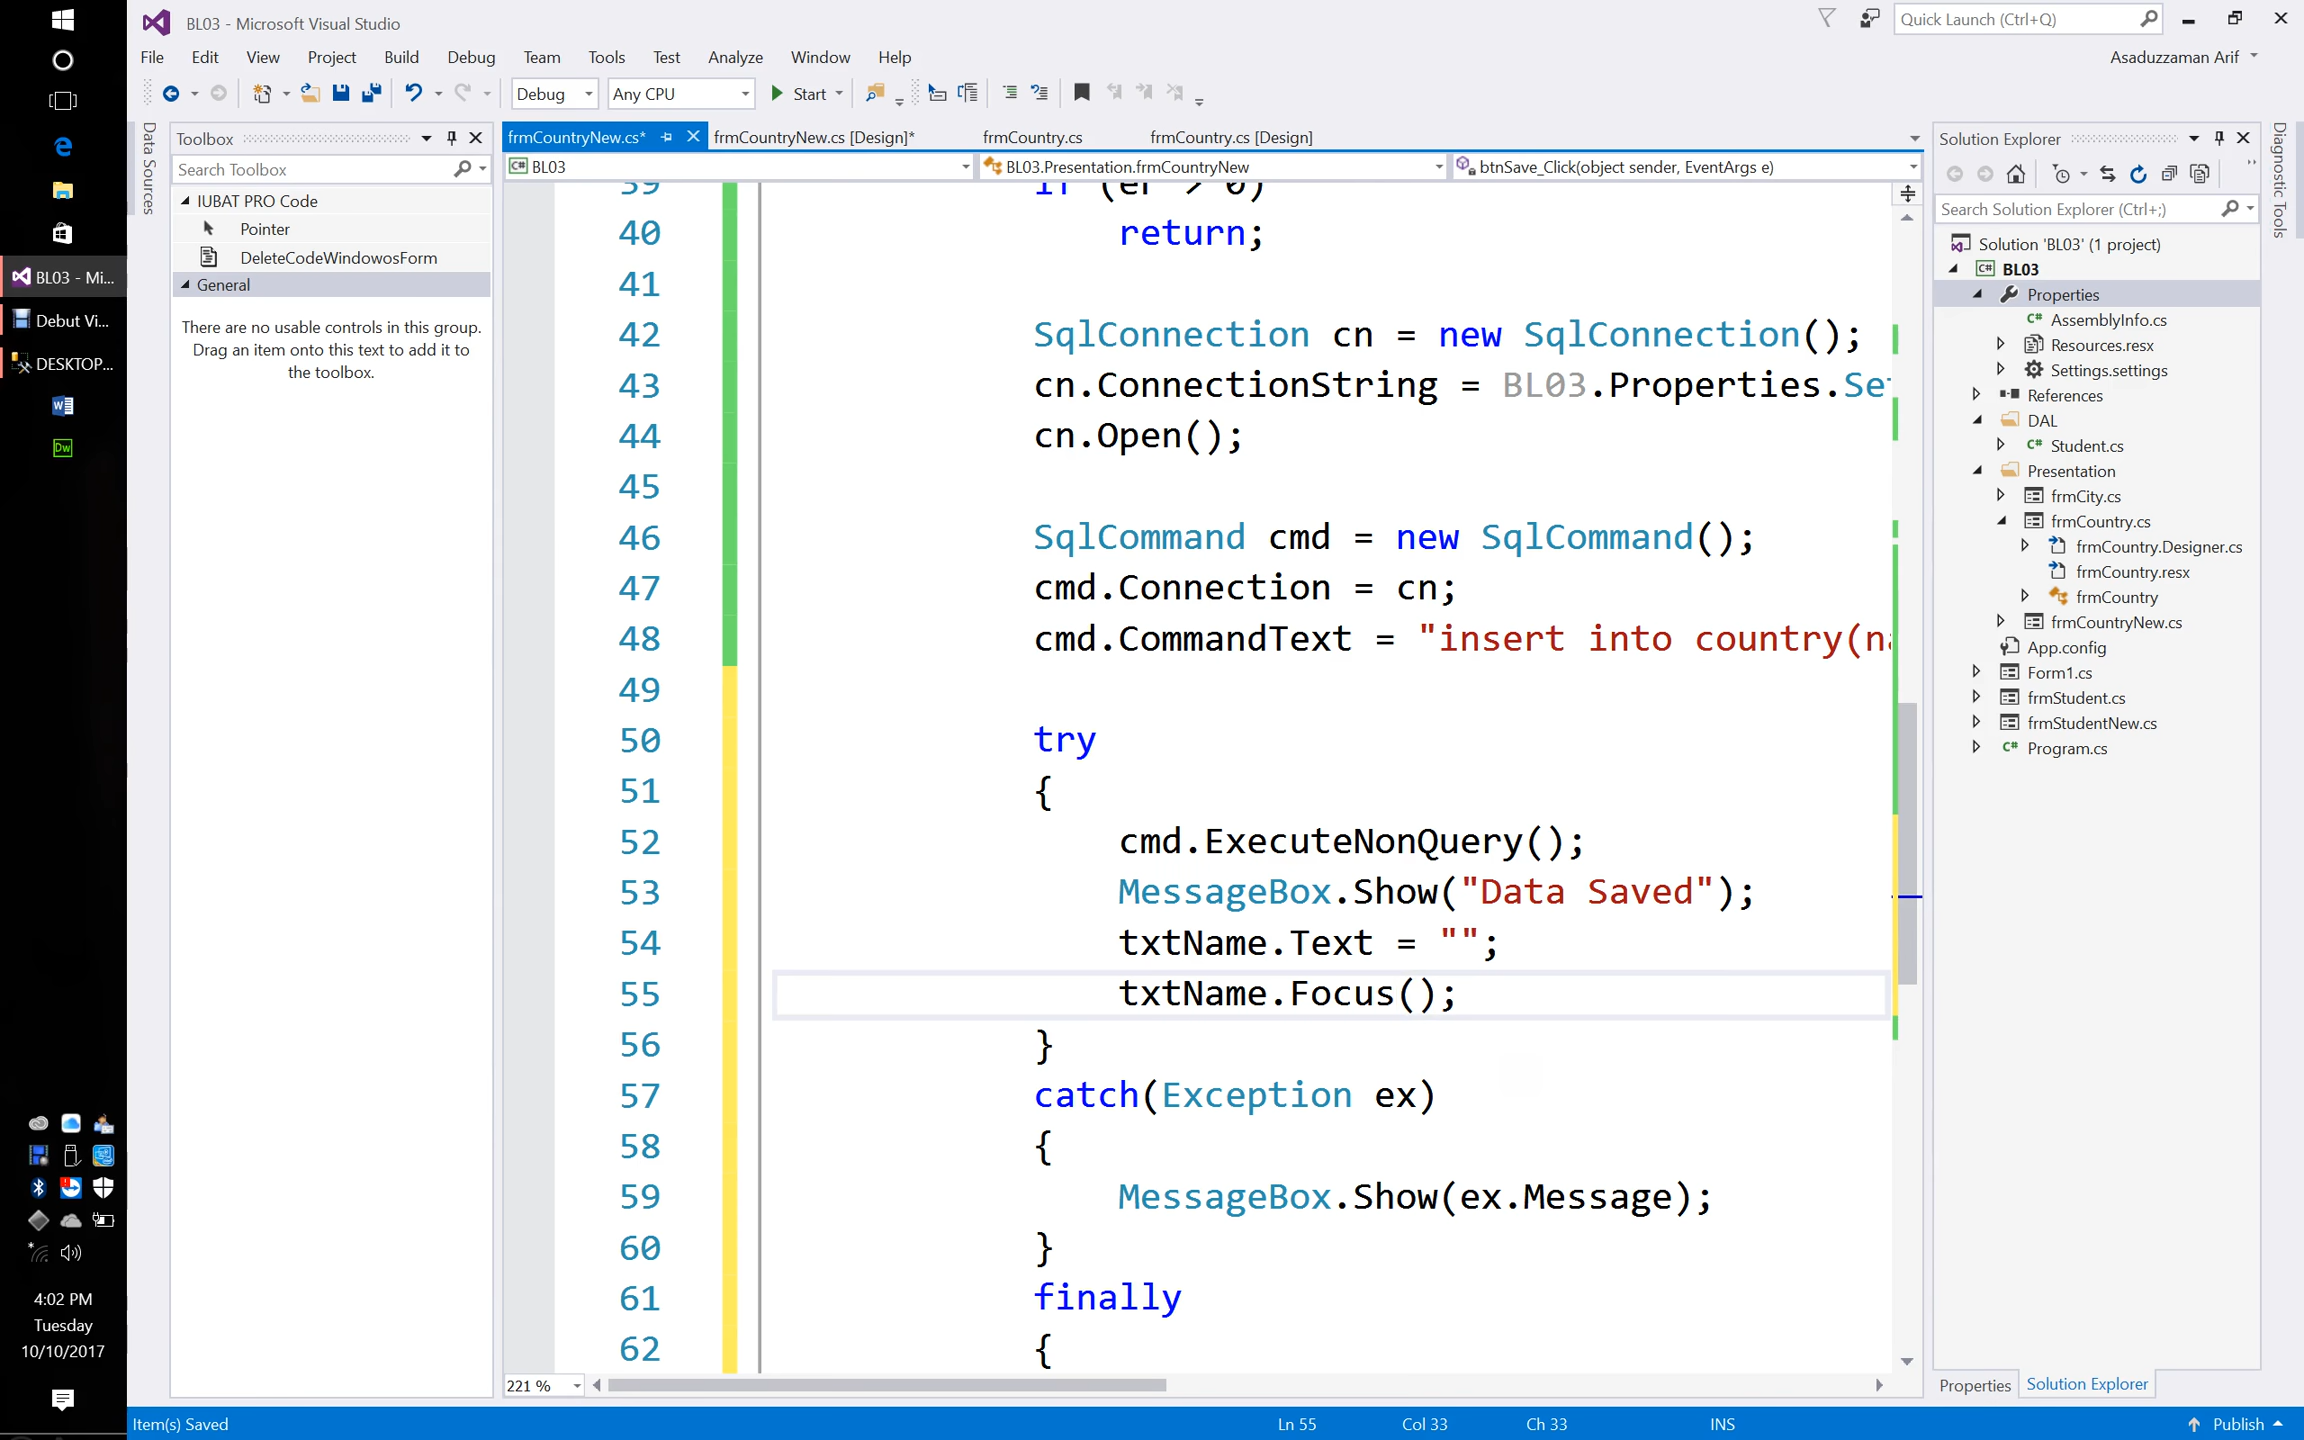 BL03 - Microsoft Visual Studio
Quick Launch (Ctrl+Q)
File Edit View Project Build Debug Team Tools Test Analyze Window Help
Asaduzzaman Arif
Debug Any CPU Start
BL03 - Mi...
Debut Vi...
DESKTOP...
4:02 PM
Tuesday
10/10/2017
Data Sources
Toolbox
Search Toolbox
IUBAT PRO Code
Pointer
DeleteCodeWindowosForm
General
There are no usable controls in this group.
Drag an item onto this text to add it to
the toolbox.
frmCountryNew.cs* frmCountryNew.cs [Design]* frmCountry.cs frmCountry.cs [Design]
BL03 BL03.Presentation.frmCountryNew btnSave_Click(object sender, EventArgs e)
39 if (er > 0)
40 return;
41
42 SqlConnection cn = new SqlConnection();
43 cn.ConnectionString = BL03.Properties.Se
44 cn.Open();
45
46 SqlCommand cmd = new SqlCommand();
47 cmd.Connection = cn;
48 cmd.CommandText = "insert into country(na
49
50 try
51 {
52 cmd.ExecuteNonQuery();
53 MessageBox.Show("Data Saved");
54 txtName.Text = "";
55 txtName.Focus();
56 }
57 catch(Exception ex)
58 {
59 MessageBox.Show(ex.Message);
60 }
61 finally
62 {
221 %
Solution Explorer
Search Solution Explorer (Ctrl+;)
Solution 'BL03' (1 project)
BL03
Properties
AssemblyInfo.cs
Resources.resx
Settings.settings
References
DAL
Student.cs
Presentation
frmCity.cs
frmCountry.cs
frmCountry.Designer.cs
frmCountry.resx
frmCountry
frmCountryNew.cs
App.config
Form1.cs
frmStudent.cs
frmStudentNew.cs
Program.cs
Properties Solution Explorer
Diagnostic Tools
Item(s) Saved Ln 55 Col 33 Ch 33 INS Publish